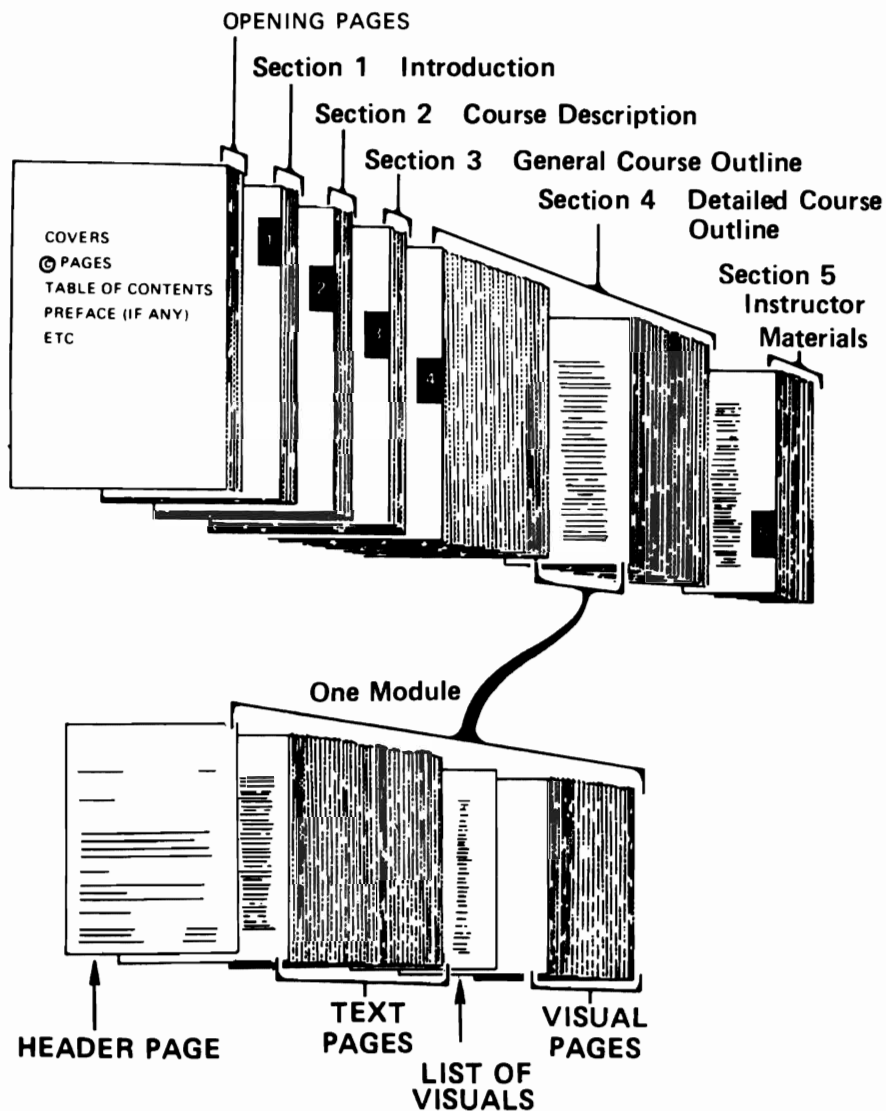 OPENING PAGES
Section 1 Introduction
Section 2 Course Description
Section 3 General Course Outline
Section 4 Detailed Course
Outline
Section 5
Instructor
Materials
COVERS
© PAGES
TABLE OF CONTENTS
PREFACE (IF ANY)
ETC
1
2
3
4
One Module
HEADER PAGE
TEXT
PAGES
LIST OF
VISUALS
VISUAL
PAGES